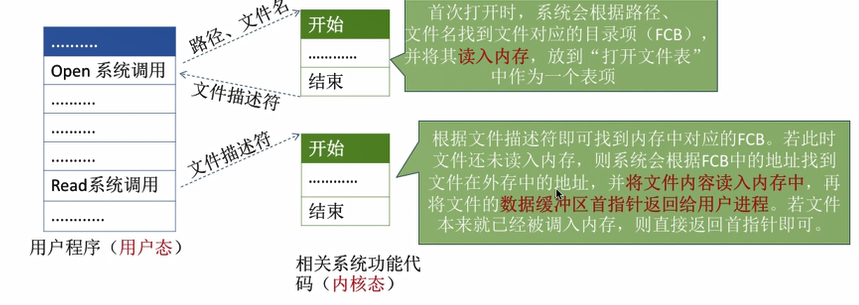 ..........
Open 系统调用
..........
..........
..........
Read系统调用
............
用户程序（用户态）
路径、文件名
文件描述符
文件描述符
开始
............
结束
开始
............
结束
相关系统功能代
码（内核态）
首次打开时，系统会根据路径、
文件名找到文件对应的目录项（FCB），
并将其读入内存，放到“打开文件表”
中作为一个表项
根据文件描述符即可找到内存中对应的FCB。若此时
文件还未读入内存，则系统会根据FCB中的地址找到
文件在外存中的地址，并将文件内容读入内存中，再
将文件的数据缓冲区首指针返回给用户进程。若文件
本来就已经被调入内存，则直接返回首指针即可。